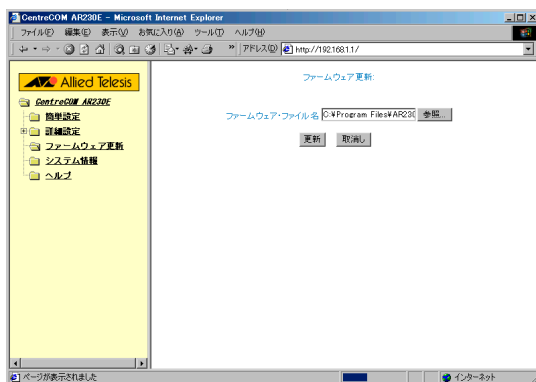 CentreCOM AR230E - Microsoft Internet Explorer
ファイル(F) 編集(E) 表示(V) お気に入り(A) ツール(T) ヘルプ(H)
» アドレス(D) http://192.168.1.1/
Allied Telesis
CentreCOM AR230E
簡単設定
詳細設定
ファームウェア更新
システム情報
ヘルプ
ファームウェア更新:
ファームウェア・ファイル名 C:¥Program Files¥AR23( 参照...
更新 取消し
ページが表示されました インターネット